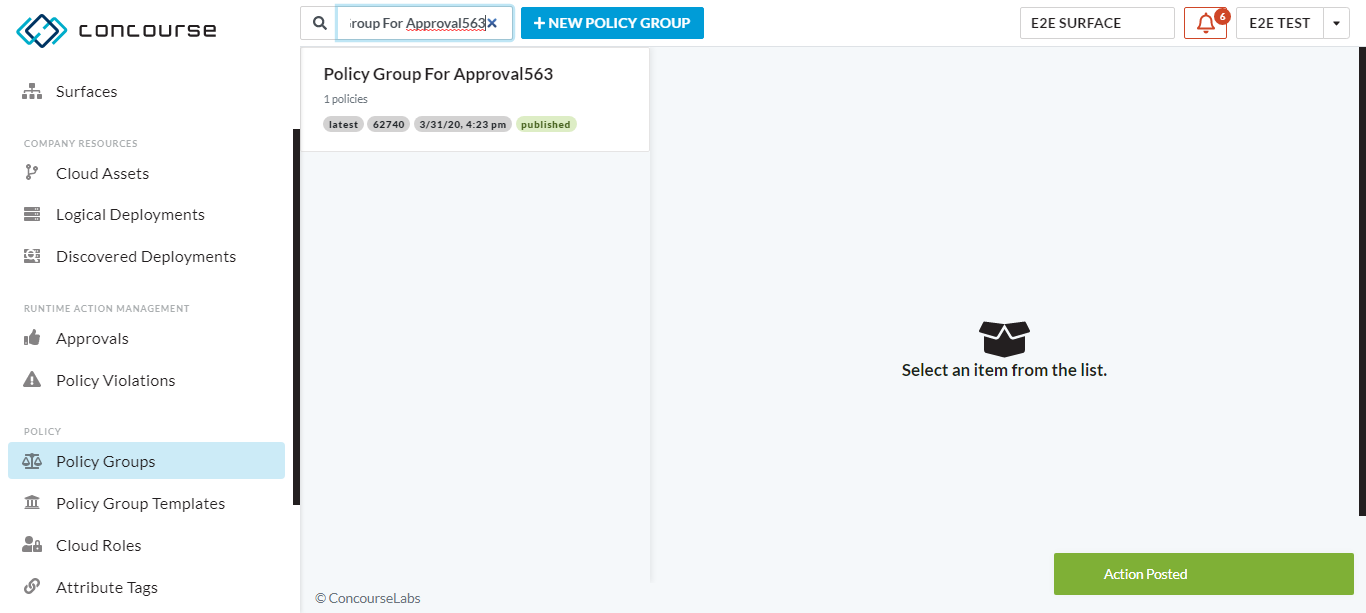 concourse
roup For Approval563
NEW POLICY GROUP
E2E SURFACE
6
E2E TEST
Surfaces
COMPANY RESOURCES
Cloud Assets
Logical Deployments
Discovered Deployments
RUNTIME ACTION MANAGEMENT
Approvals
Policy Violations
POLICY
Policy Groups
Policy Group Templates
Cloud Roles
Attribute Tags
Policy Group For Approval563
1 policies
latest 62740 3/31/20, 4:23 pm published
Select an item from the list.
Action Posted
© ConcourseLabs